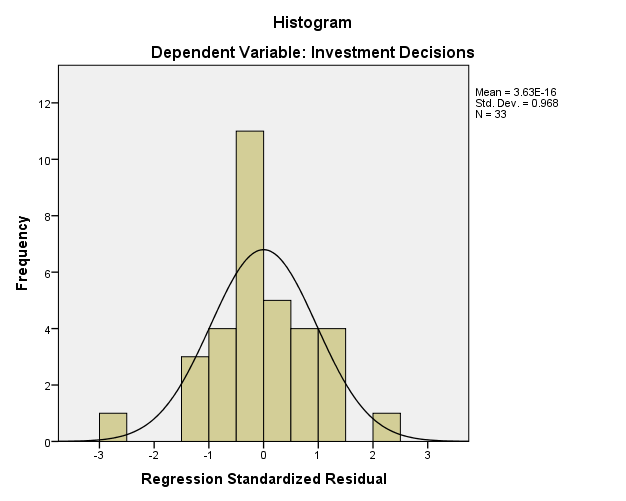 Histogram
Dependent Variable: Investment Decisions
Mean = 3.63E-16
Std. Dev. = 0.968
N = 33
Frequency
12
10
8
6
4
2
0
-3 -2 -1 0 1 2 3
Regression Standardized Residual